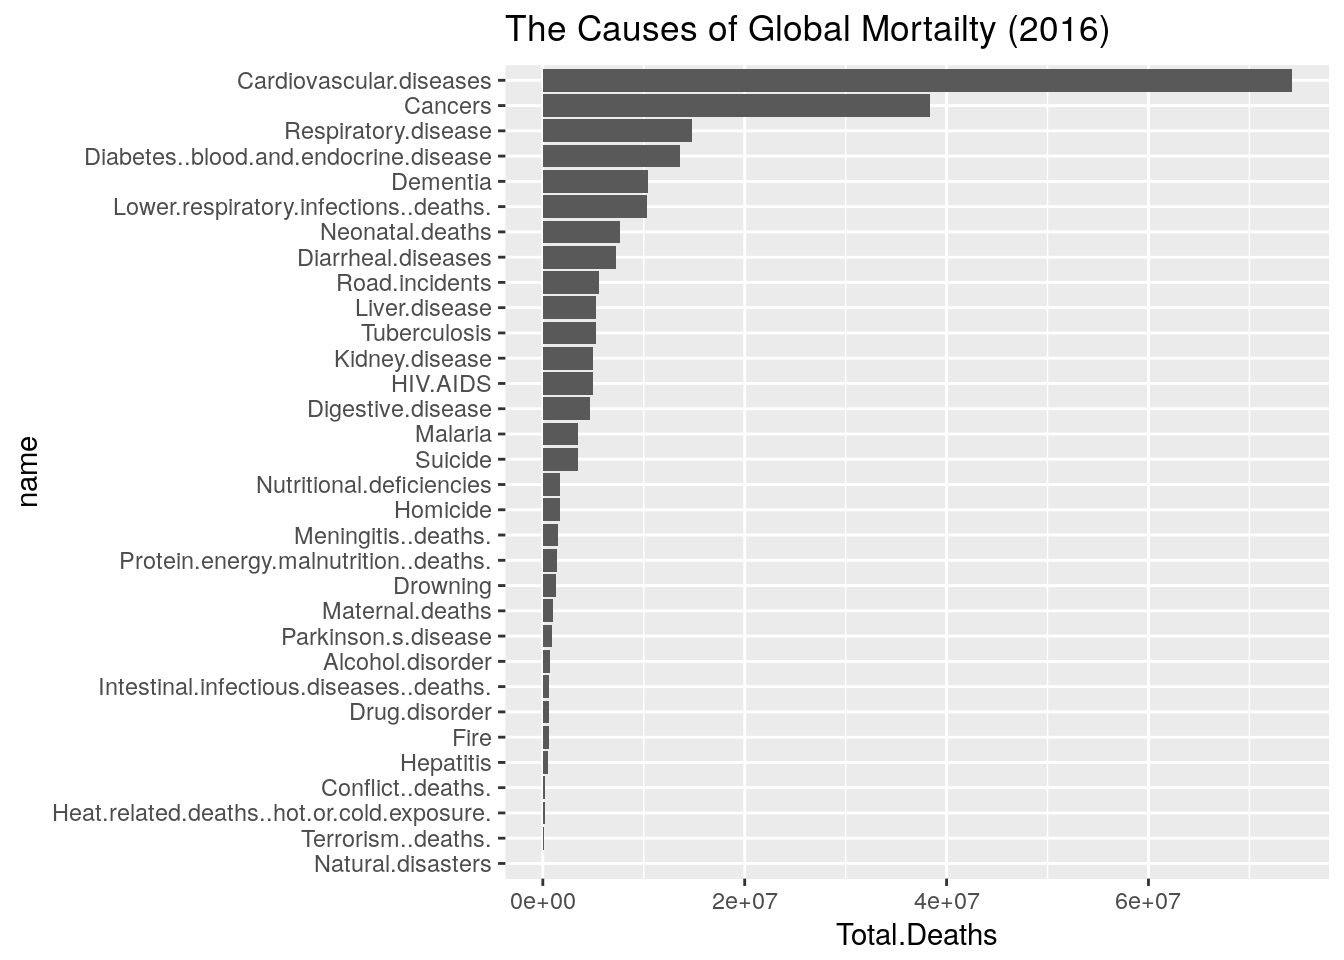 The Causes of Global Mortailty (2016)
Cardiovascular.diseases
Cancers
Respiratory.disease
Diabetes..blood.and.endocrine.disease
Dementia
Lower.respiratory.infections..deaths.
Neonatal.deaths
Diarrheal.diseases
Road.incidents
Liver.disease
Tuberculosis
Kidney.disease
HIV.AIDS
Digestive.disease
Malaria
Suicide
Nutritional.deficiencies
Homicide
Meningitis..deaths.
Protein.energy.malnutrition..deaths.
Drowning
Maternal.deaths
Parkinson.s.disease
Alcohol.disorder
Intestinal.infectious.diseases..deaths.
Drug.disorder
Fire
Hepatitis
Conflict..deaths.
Heat.related.deaths..hot.or.cold.exposure.
Terrorism..deaths.
Natural.disasters
name
0e+00 2e+07 4e+07 6e+07
Total.Deaths